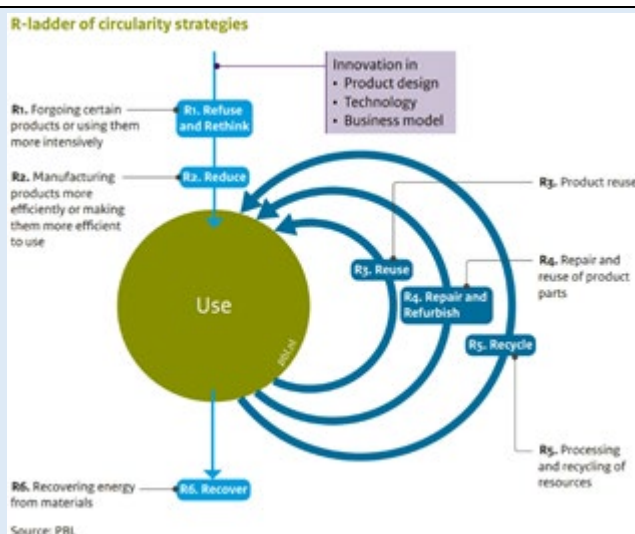 R-ladder of circularity strategies
Innovation in
• Product design
• Technology
• Business model
R1. Forgoing certain
products or using them
more intensively
R1. Refuse
and Rethink
R2. Manufacturing
products more
efficiently or making
them more efficient
to use
R2. Reduce
R3. Product reuse
R3. Reuse
R4. Repair and
reuse of product
parts
R4. Repair and
Refurbish
Use
pbl.nl
R5. Recycle
R5. Processing
and recycling of
resources
R6. Recovering energy
from materials
R6. Recover
Source: PBL